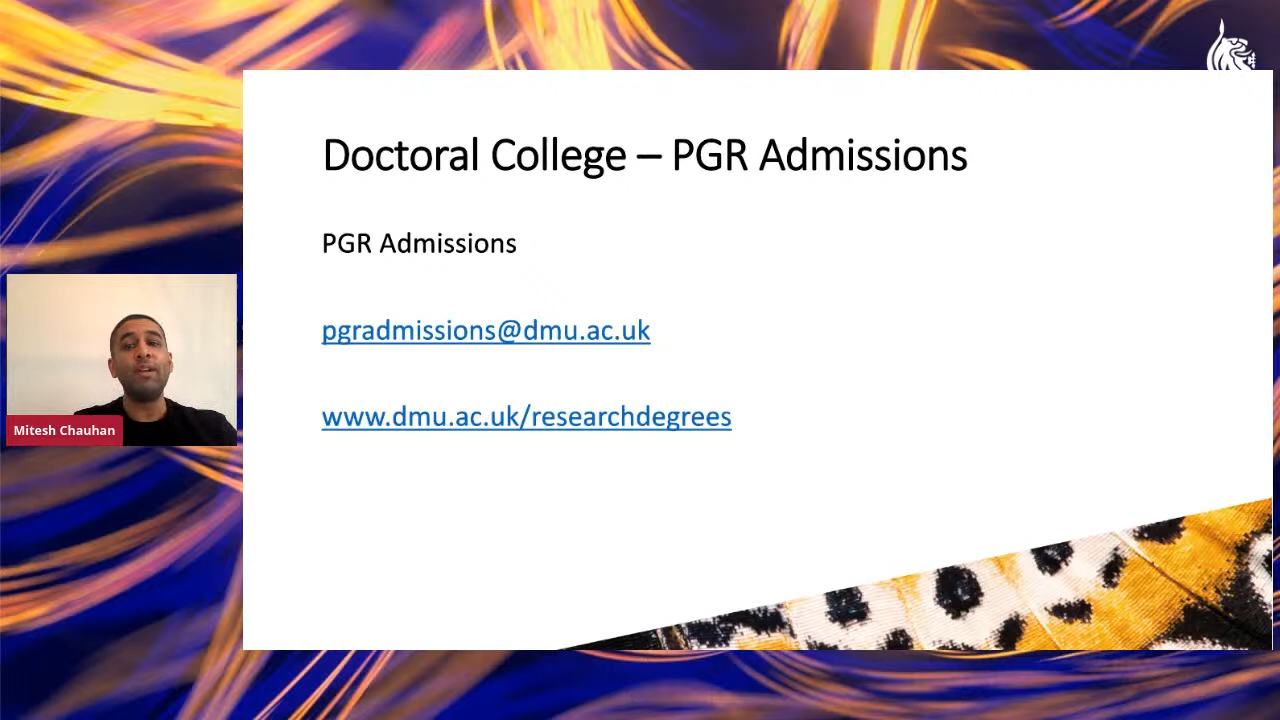 Doctoral College – PGR Admissions
PGR Admissions
pgradmissions@dmu.ac.uk
www.dmu.ac.uk/researchdegrees
Mitesh Chauhan